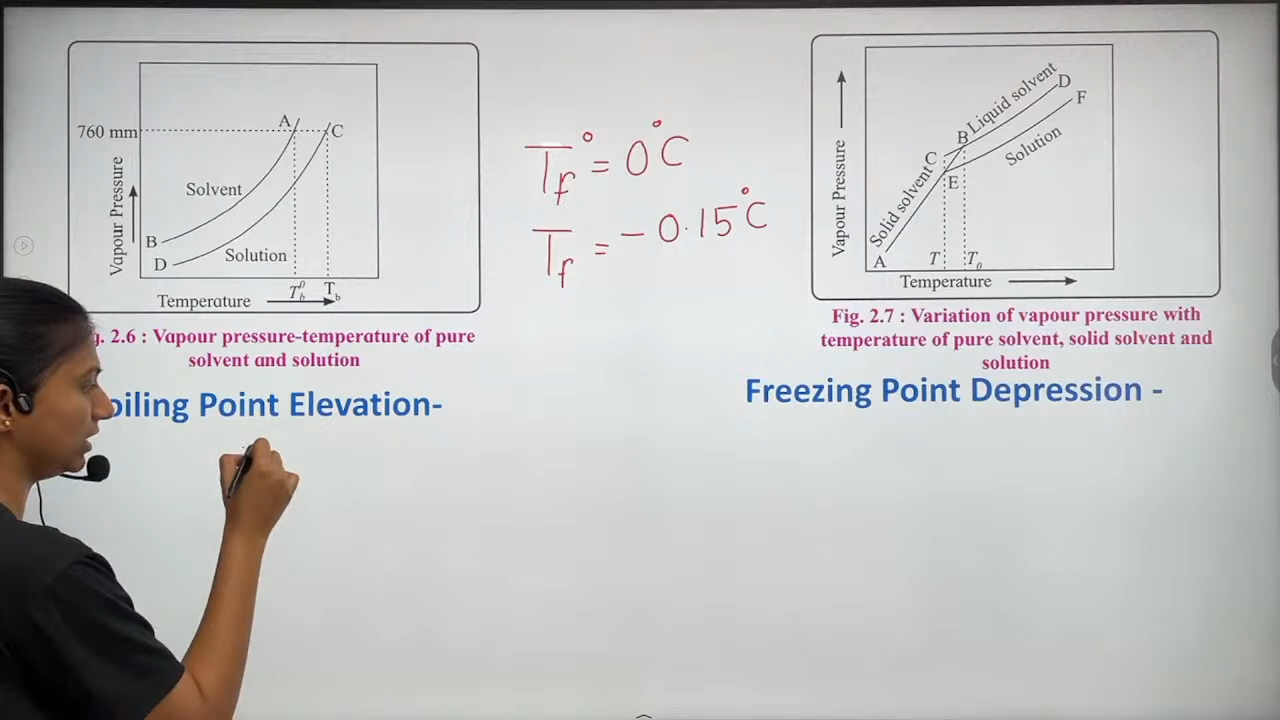 760 mm
A
C
Solvent
B
D
Solution
Vapour Pressure
T_b^0 T_b
Temperature
2.6 : Vapour pressure-temperature of pure
solvent and solution
oiling Point Elevation-
T_f° = 0°C
T_f = - 0.15°C
Vapour Pressure
Solid solvent
Liquid solvent
Solution
A
B
C
D
E
F
T T_0
Temperature
Fig. 2.7 : Variation of vapour pressure with
temperature of pure solvent, solid solvent and
solution
Freezing Point Depression -